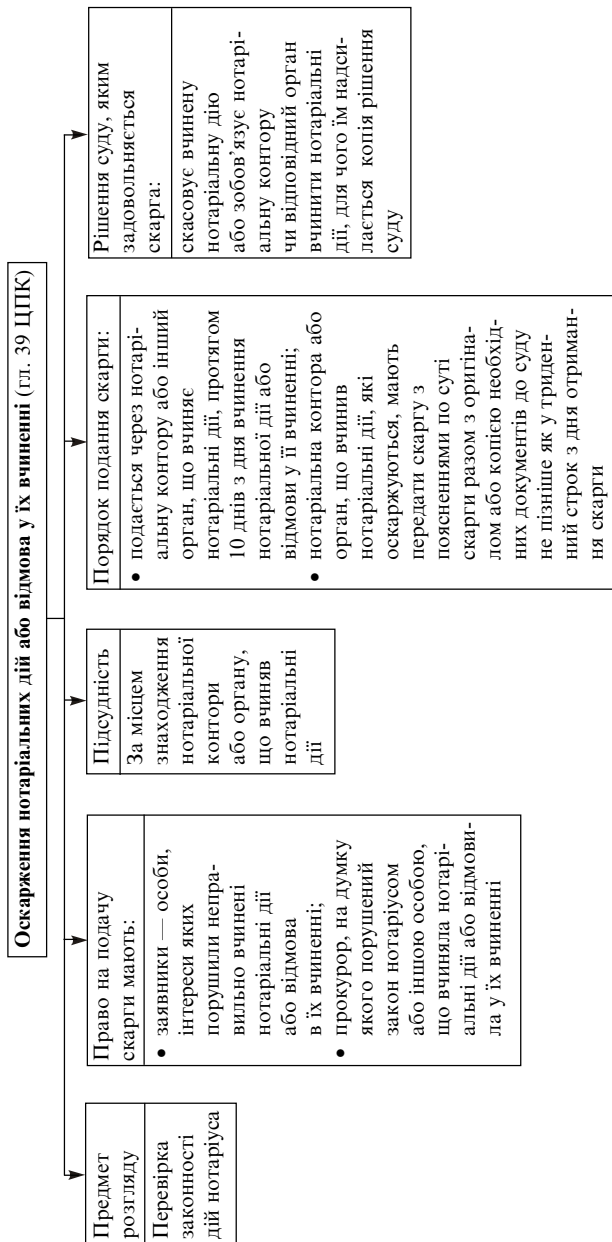 Оскарження нотаріальних дій або відмова у їх вчиненні (гл. 39 ЦПК)
Предмет
розгляду
Перевірка
законності
дій нотаріуса
Право на подачу
скарги мають:
• заявники — особи,
інтереси яких
порушили непра-
вильно вчинені
нотаріальні дії
або відмова
в їх вчиненні;
• прокурор, на думку
якого порушений
закон нотаріусом
або іншою особою,
що вчиняла нотарі-
альні дії або відмови-
ла у їх вчиненні
Підсудність
За місцем
знаходження
нотаріальної
контори
або органу,
що вчиняв
нотаріальні
дії
Порядок подання скарги:
• подається через нотарі-
альну контору або інший
орган, що вчиняє
нотаріальні дії, протягом
10 днів з дня вчинення
нотаріальної дії або
відмови у її вчиненні;
• нотаріальна контора або
орган, що вчинив
нотаріальні дії, які
оскаржуються, мають
передати скаргу з
поясненнями по суті
скарги разом з оригіна-
лом або копією необхід-
них документів до суду
не пізніше як у триден-
ний строк з дня отриман-
ня скарги
Рішення суду, яким
задовольняється
скарга:
скасовує вчинену
нотаріальну дію
або зобов'язує нотарі-
альну контору
чи відповідний орган
вчинити нотаріальні
дії, для чого їм надси-
лається копія рішення
суду